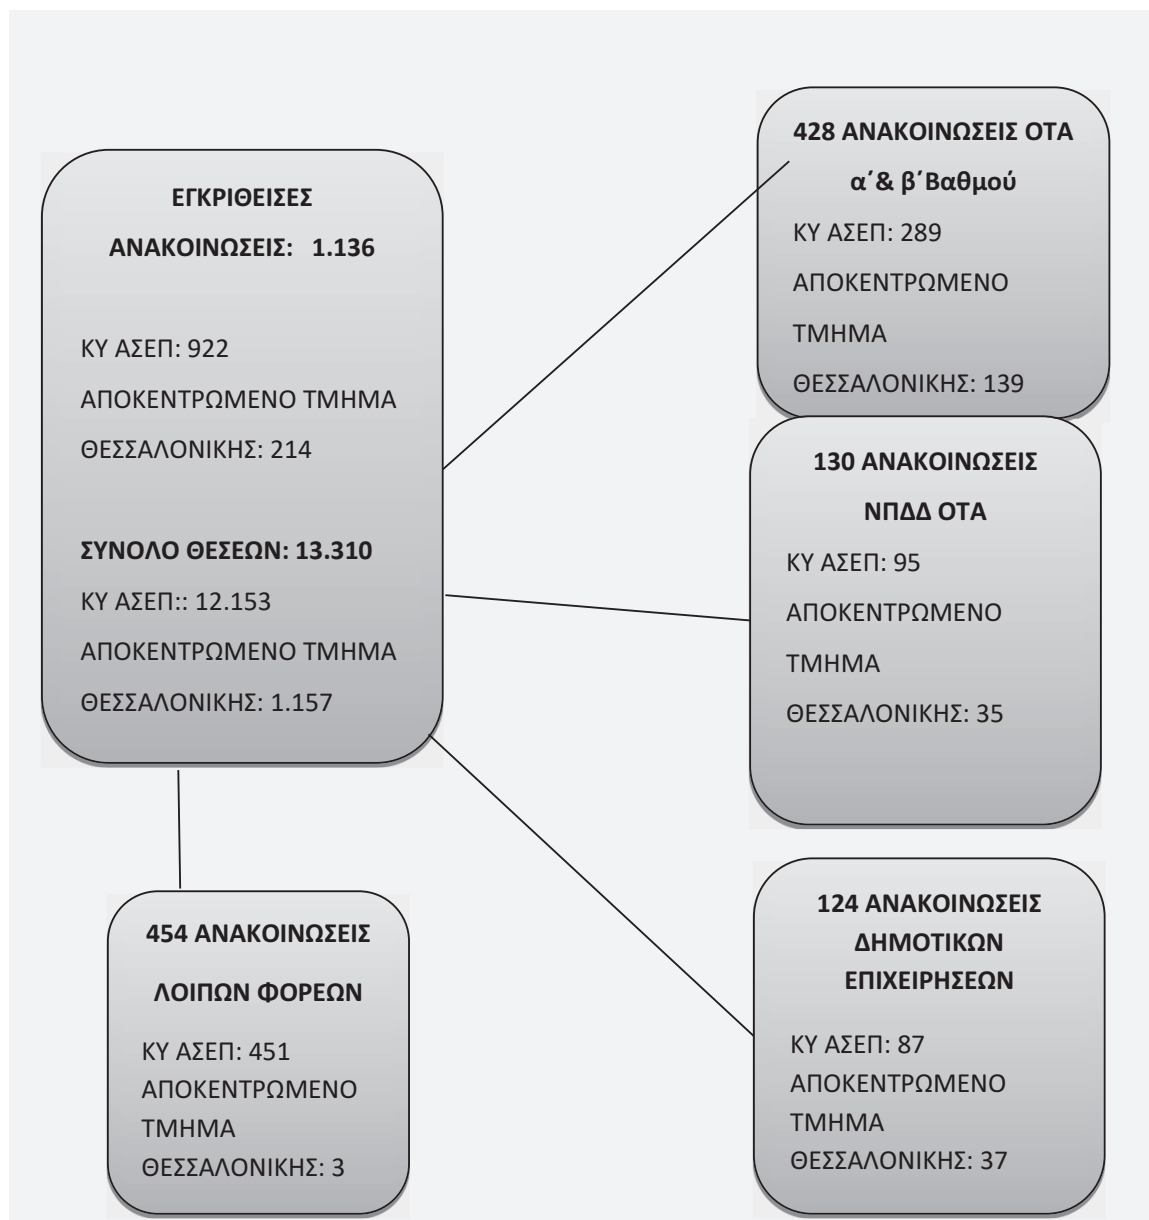 ΕΓΚΡΙΘΕΙΣΕΣ
ΑΝΑΚΟΙΝΩΣΕΙΣ: 1.136
ΚΥ ΑΣΕΠ: 922
ΑΠΟΚΕΝΤΡΩΜΕΝΟ ΤΜΗΜΑ
ΘΕΣΣΑΛΟΝΙΚΗΣ: 214
ΣΥΝΟΛΟ ΘΕΣΕΩΝ: 13.310
ΚΥ ΑΣΕΠ:: 12.153
ΑΠΟΚΕΝΤΡΩΜΕΝΟ ΤΜΗΜΑ
ΘΕΣΣΑΛΟΝΙΚΗΣ: 1.157
428 ΑΝΑΚΟΙΝΩΣΕΙΣ ΟΤΑ
α΄& β΄Βαθμού
ΚΥ ΑΣΕΠ: 289
ΑΠΟΚΕΝΤΡΩΜΕΝΟ
ΤΜΗΜΑ
ΘΕΣΣΑΛΟΝΙΚΗΣ: 139
130 ΑΝΑΚΟΙΝΩΣΕΙΣ
ΝΠΔΔ ΟΤΑ
ΚΥ ΑΣΕΠ: 95
ΑΠΟΚΕΝΤΡΩΜΕΝΟ
ΤΜΗΜΑ
ΘΕΣΣΑΛΟΝΙΚΗΣ: 35
124 ΑΝΑΚΟΙΝΩΣΕΙΣ
ΔΗΜΟΤΙΚΩΝ
ΕΠΙΧΕΙΡΗΣΕΩΝ
ΚΥ ΑΣΕΠ: 87
ΑΠΟΚΕΝΤΡΩΜΕΝΟ
ΤΜΗΜΑ
ΘΕΣΣΑΛΟΝΙΚΗΣ: 37
454 ΑΝΑΚΟΙΝΩΣΕΙΣ
ΛΟΙΠΩΝ ΦΟΡΕΩΝ
ΚΥ ΑΣΕΠ: 451
ΑΠΟΚΕΝΤΡΩΜΕΝΟ
ΤΜΗΜΑ
ΘΕΣΣΑΛΟΝΙΚΗΣ: 3